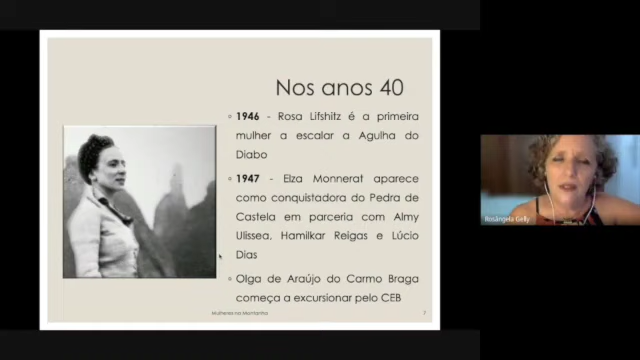 Nos anos 40
◦ 1946 - Rosa Lifshitz é a primeira
mulher a escalar a Agulha do
Diabo
◦ 1947 - Elza Monnerat aparece
como conquistadora do Pedra de
Castela em parceria com Almy
Ulissea, Hamilkar Reigas e Lúcio
Dias
◦ Olga de Araújo do Carmo Braga
começa a excursionar pelo CEB
Mulheres nas Montanhas
7
Rosângela Gelly